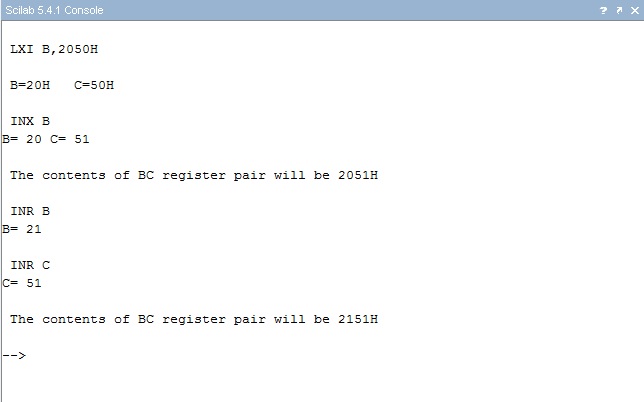 Scilab 5.4.1 Console
LXI B,2050H
B=20H   C=50H
INX B
B= 20 C= 51
The contents of BC register pair will be 2051H
INR B
B= 21
INR C
C= 51
The contents of BC register pair will be 2151H
-->